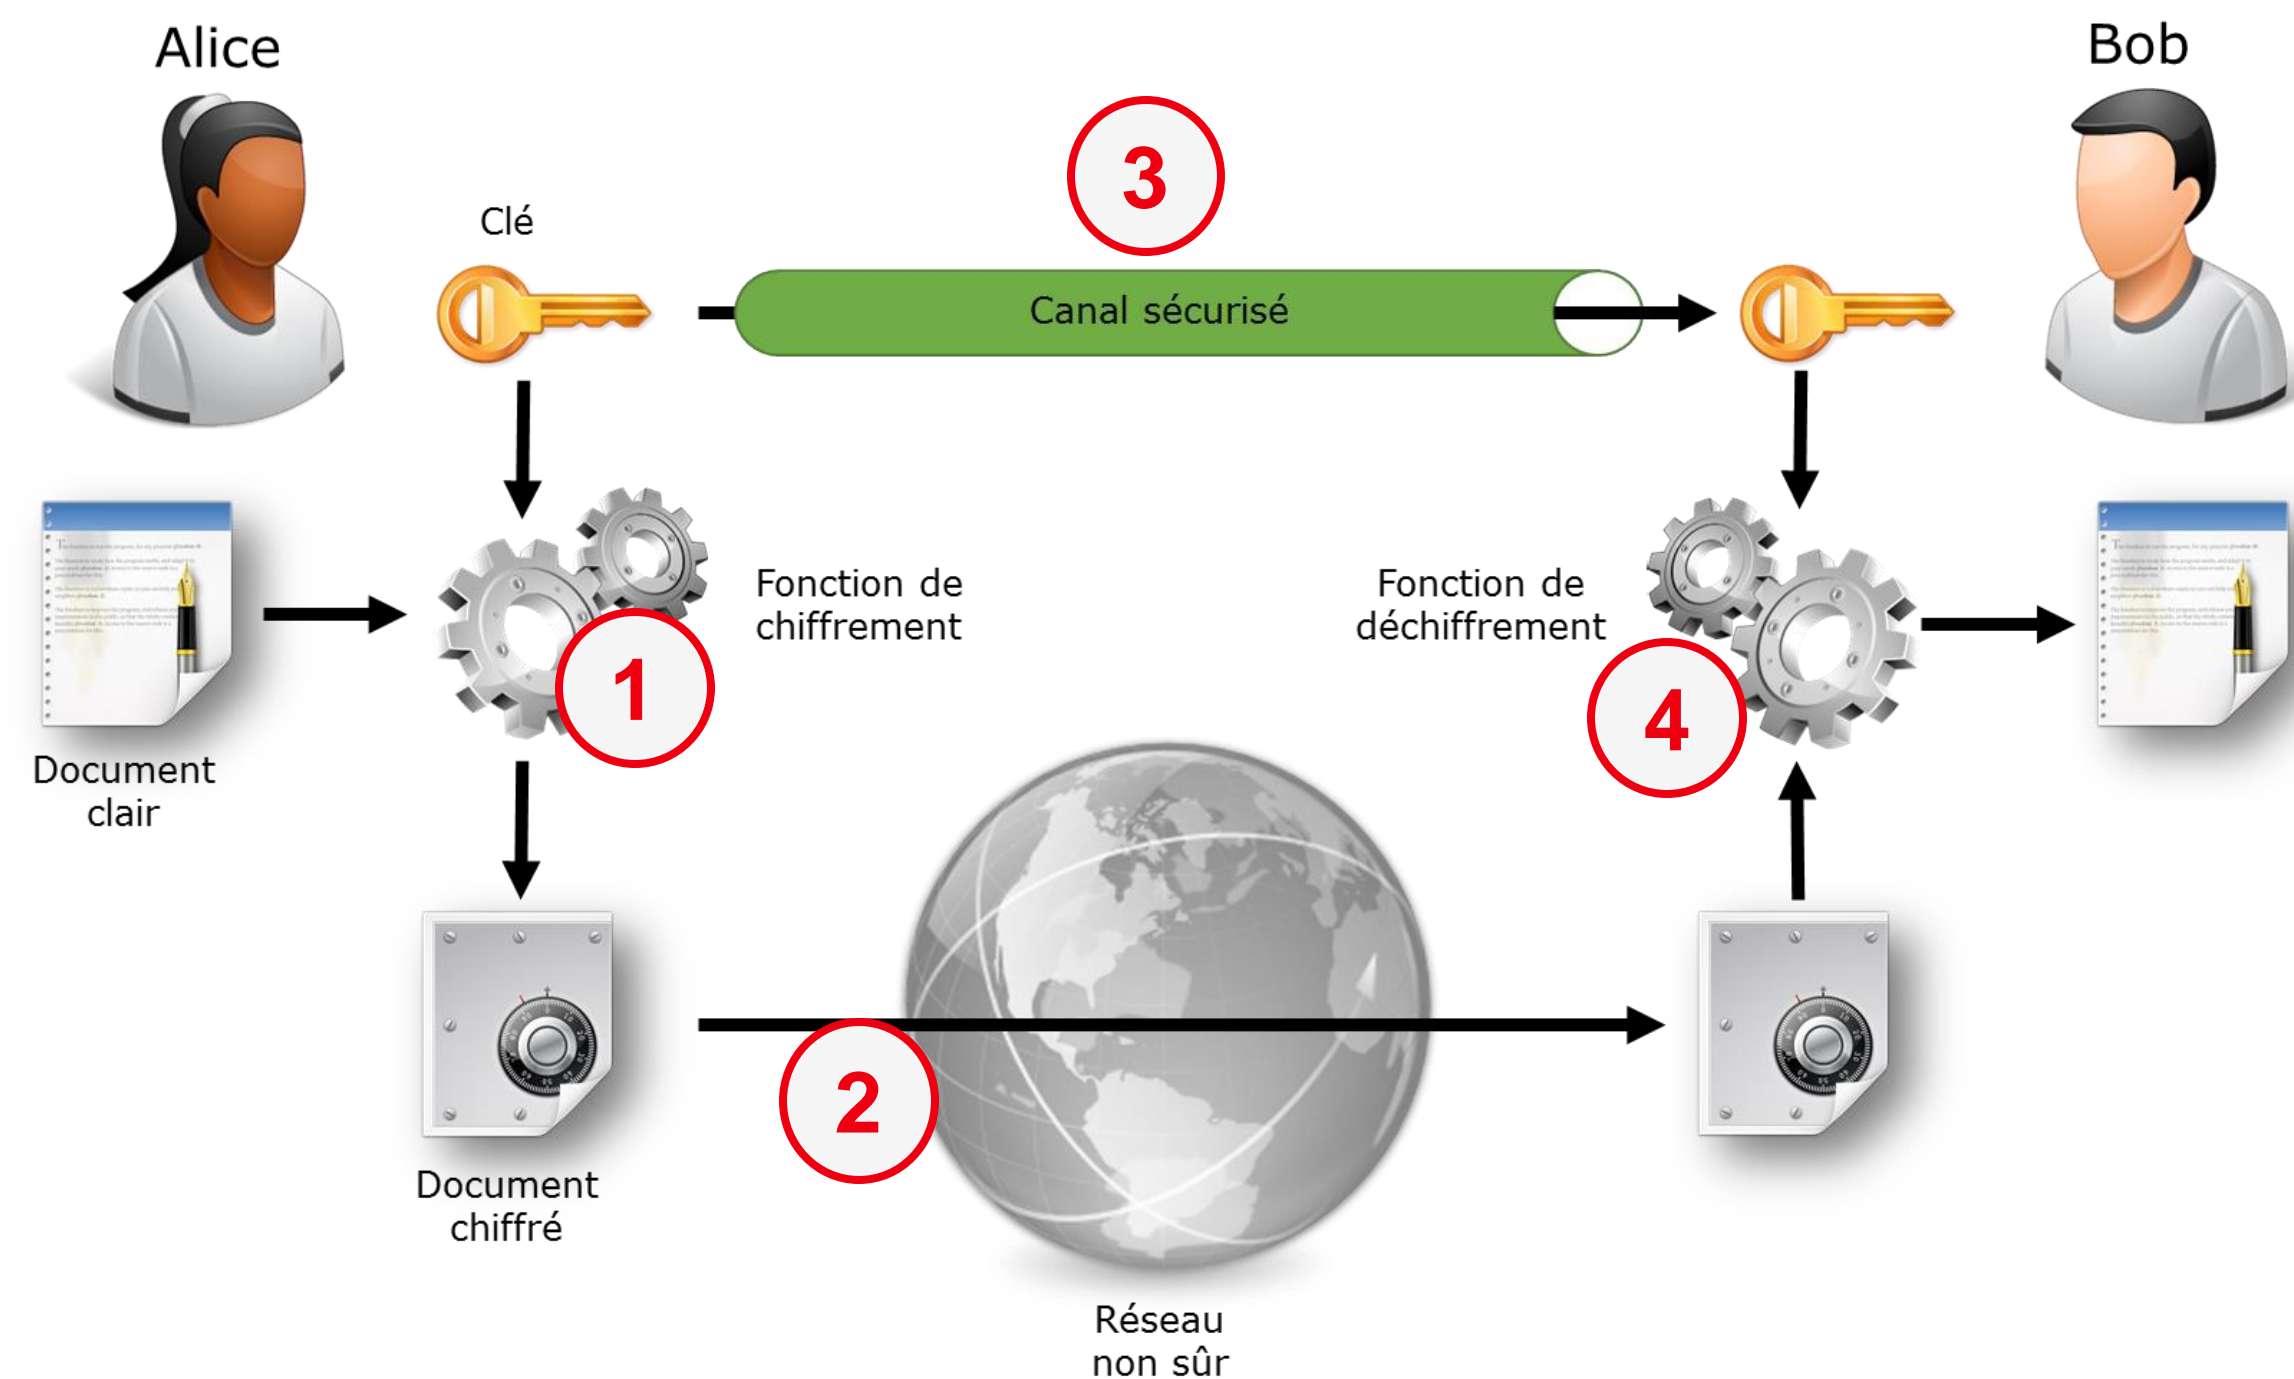 Alice
Bob
3
Clé
Canal sécurisé
Fonction de
chiffrement
Fonction de
déchiffrement
1
4
Document
clair
2
Document
chiffré
Réseau
non sûr